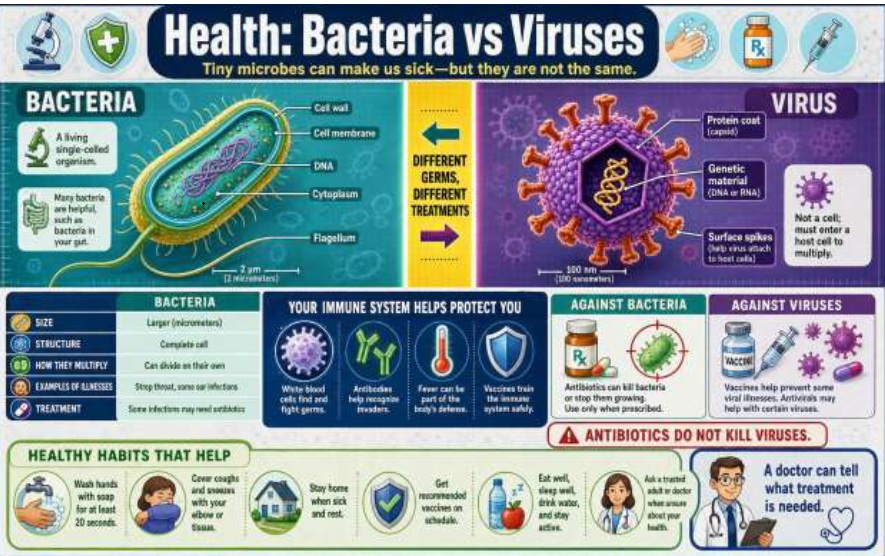 Health: Bacteria vs Viruses
Tiny microbes can make us sick—but they are not the same.
BACTERIA
A living
single-celled
organism.
Many bacteria
are helpful,
such as
bacteria in
your gut.
Cell wall
Cell membrane
DNA
Cytoplasm
Flagellum
2 µm
(2 micrometers)
DIFFERENT
GERMS,
DIFFERENT
TREATMENTS
VIRUS
Protein coat
(capsid)
Genetic
material
(DNA or RNA)
Surface spikes
(help virus attach
to host cells)
100 nm
(100 nanometers)
Not a cell;
must enter a
host cell to
multiply.
BACTERIA
SIZE
Larger (micrometers)
STRUCTURE
Complete cell
HOW THEY MULTIPLY
Can divide on their own
EXAMPLES OF ILLNESSES
Strep throat, some ear infections
TREATMENT
Some infections may need antibiotics
YOUR IMMUNE SYSTEM HELPS PROTECT YOU
White blood
cells find and
fight germs.
Antibodies
help recognize
invaders.
Fever can be
part of the
body's defense.
Vaccines train
the immune
system safely.
AGAINST BACTERIA
Rx
Antibiotics can kill bacteria
or stop them growing.
Use only when prescribed.
AGAINST VIRUSES
VACCINE
Vaccines help prevent some
viral illnesses. Antivirals may
help with certain viruses.
ANTIBIOTICS DO NOT KILL VIRUSES.
HEALTHY HABITS THAT HELP
Wash hands
with soap
for at least
20 seconds.
Cover coughs
and sneezes
with your
elbow or
tissue.
Stay home
when sick
and rest.
Get
recommended
vaccines on
schedule.
Eat well,
sleep well,
drink water,
and stay
active.
Ask a trusted
adult or doctor
when unsure
about your
health.
A doctor can tell
what treatment
is needed.